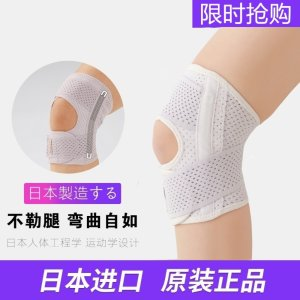 限时抢购
日本製造する
不勒腿 弯曲自如
日本人体工程学 运动学设计
日本进口 原装正品